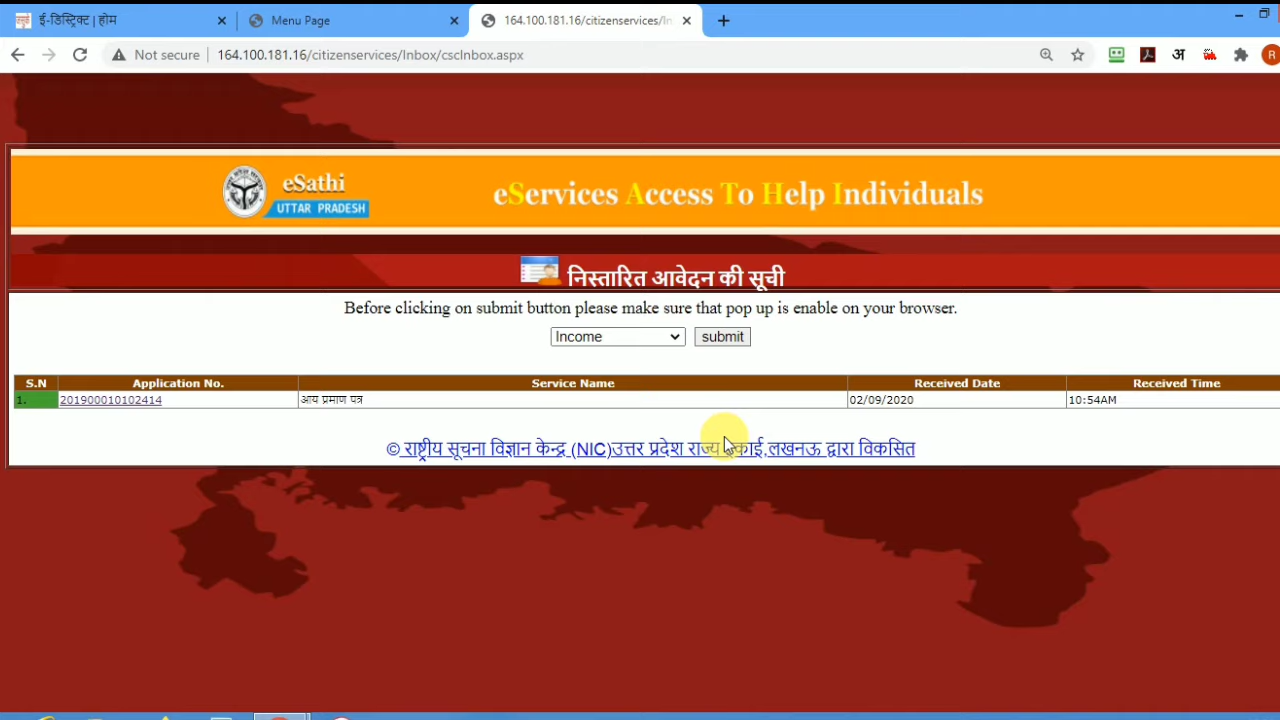 ई-डिस्ट्रिक्ट | होम
Menu Page
164.100.181.16/citizenservices/In
Not secure
164.100.181.16/citizenservices/Inbox/cscInbox.aspx
अ
R
eSathi
UTTAR PRADESH
eServices Access To Help Individuals
निस्तारित आवेदन की सूची
Before clicking on submit button please make sure that pop up is enable on your browser.
Income
submit
S.N Application No. Service Name Received Date Received Time
1. 201900010102414 आय प्रमाण पत्र 02/09/2020 10:54AM
© राष्ट्रीय सूचना विज्ञान केन्द्र (NIC)उत्तर प्रदेश राज्य इकाई,लखनऊ द्वारा विकसित